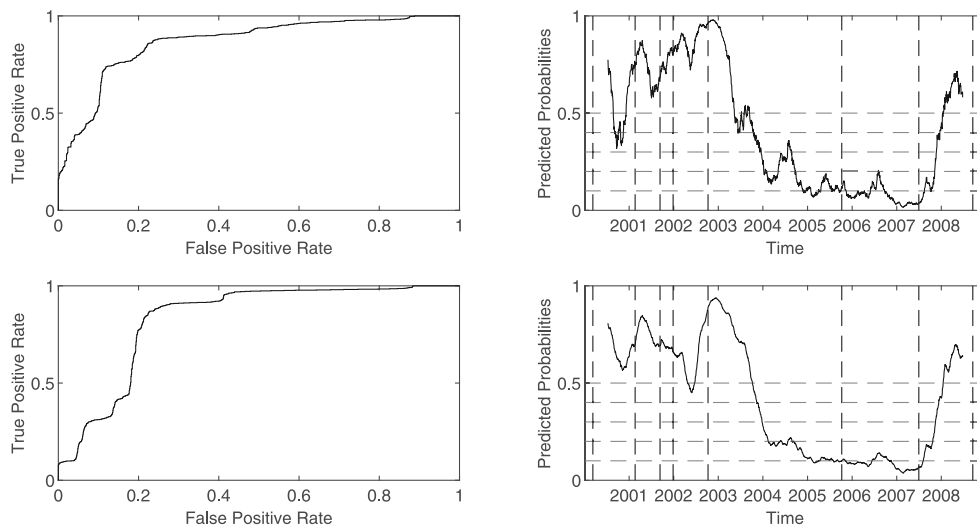 True Positive Rate
1
0.5
0
0 0.2 0.4 0.6 0.8 1
False Positive Rate
Predicted Probabilities
1
0.5
0
2001 2002 2003 2004 2005 2006 2007 2008
Time
True Positive Rate
1
0.5
0
0 0.2 0.4 0.6 0.8 1
False Positive Rate
Predicted Probabilities
1
0.5
0
2001 2002 2003 2004 2005 2006 2007 2008
Time